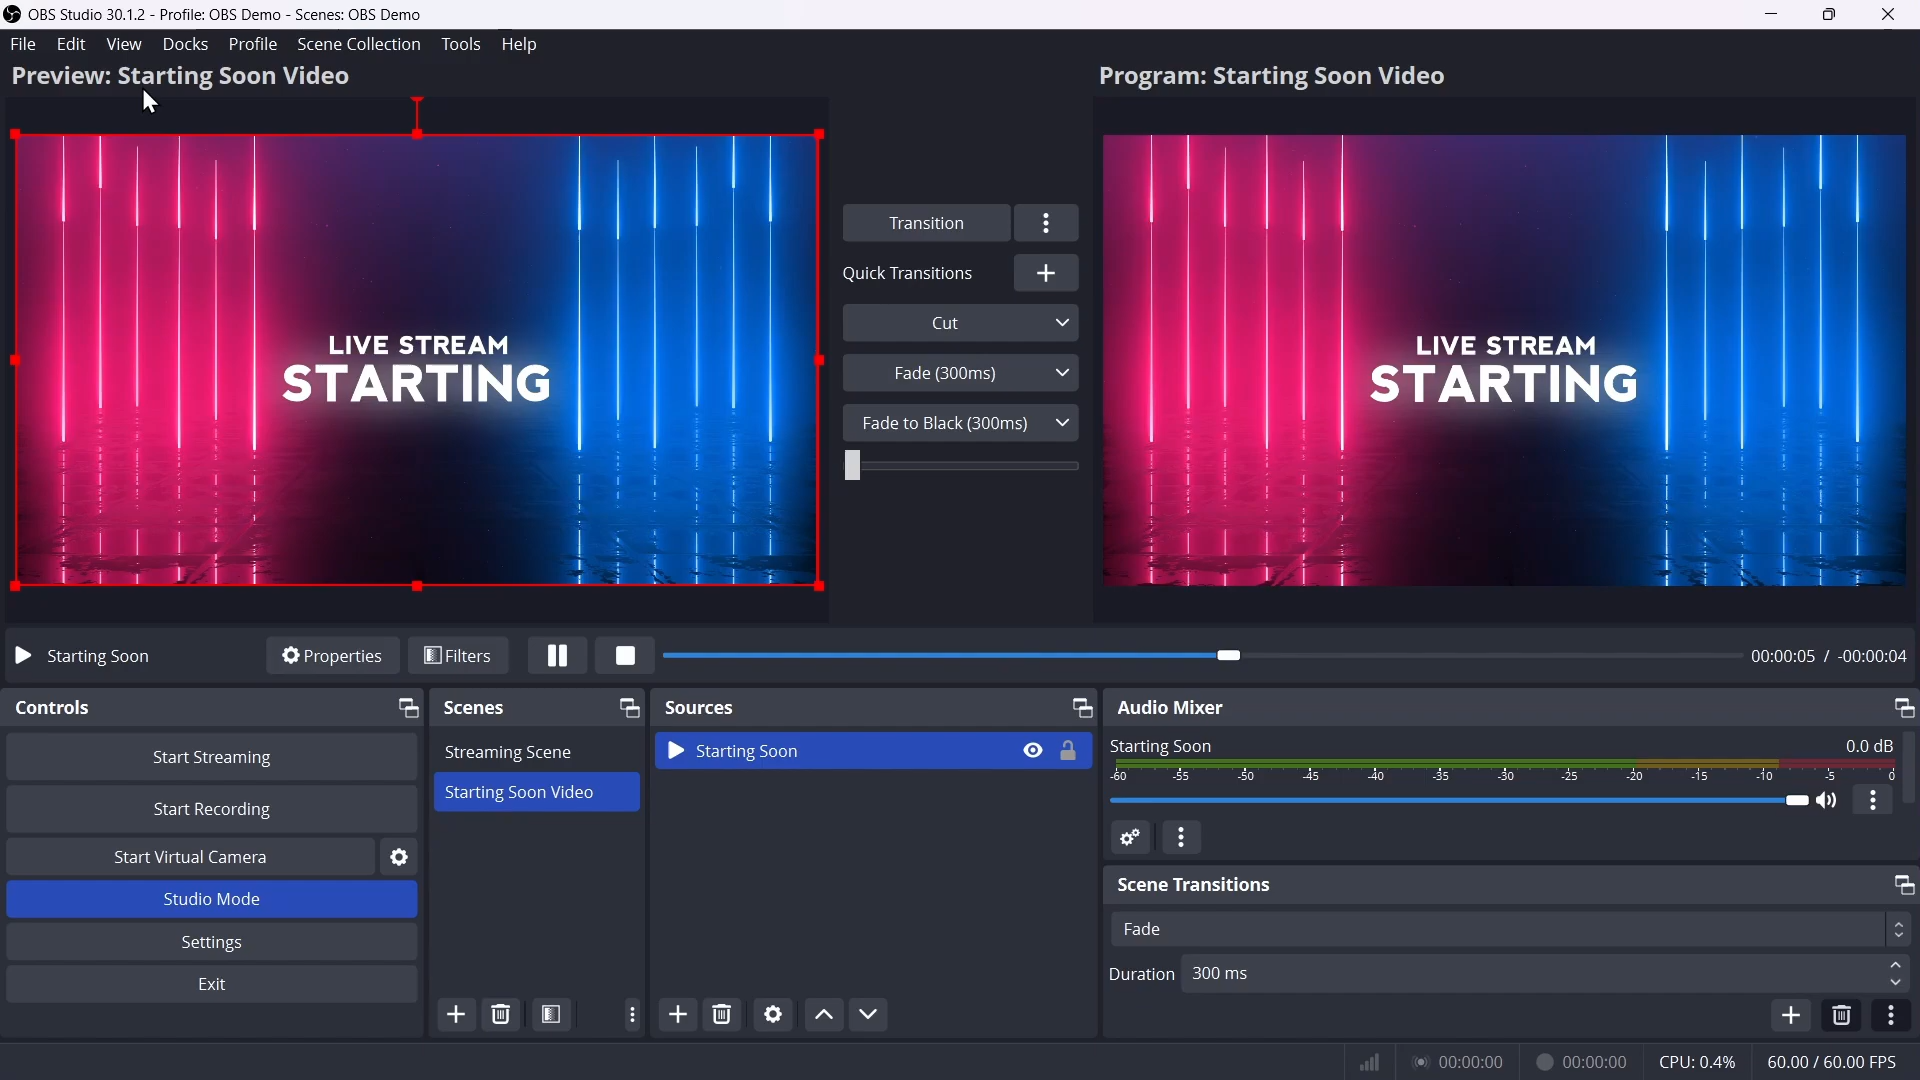 OBS Studio 30.1.2 - Profile: OBS Demo - Scenes: OBS Demo
File Edit View Docks Profile Scene Collection Tools Help
Preview: Starting Soon Video
Program: Starting Soon Video
LIVE STREAM
STARTING
Transition
Quick Transitions
Cut
Fade (300ms)
Fade to Black (300ms)
LIVE STREAM
STARTING
Starting Soon
Properties
Filters
00:00:05 / -00:00:04
Controls
Start Streaming
Start Recording
Start Virtual Camera
Studio Mode
Settings
Exit
Scenes
Streaming Scene
Starting Soon Video
Sources
Starting Soon
Audio Mixer
Starting Soon 0.0 dB
-60 -55 -50 -45 -40 -35 -30 -25 -20 -15 -10 -5 0
Scene Transitions
Fade
Duration 300 ms
00:00:00 00:00:00 CPU: 0.4% 60.00 / 60.00 FPS